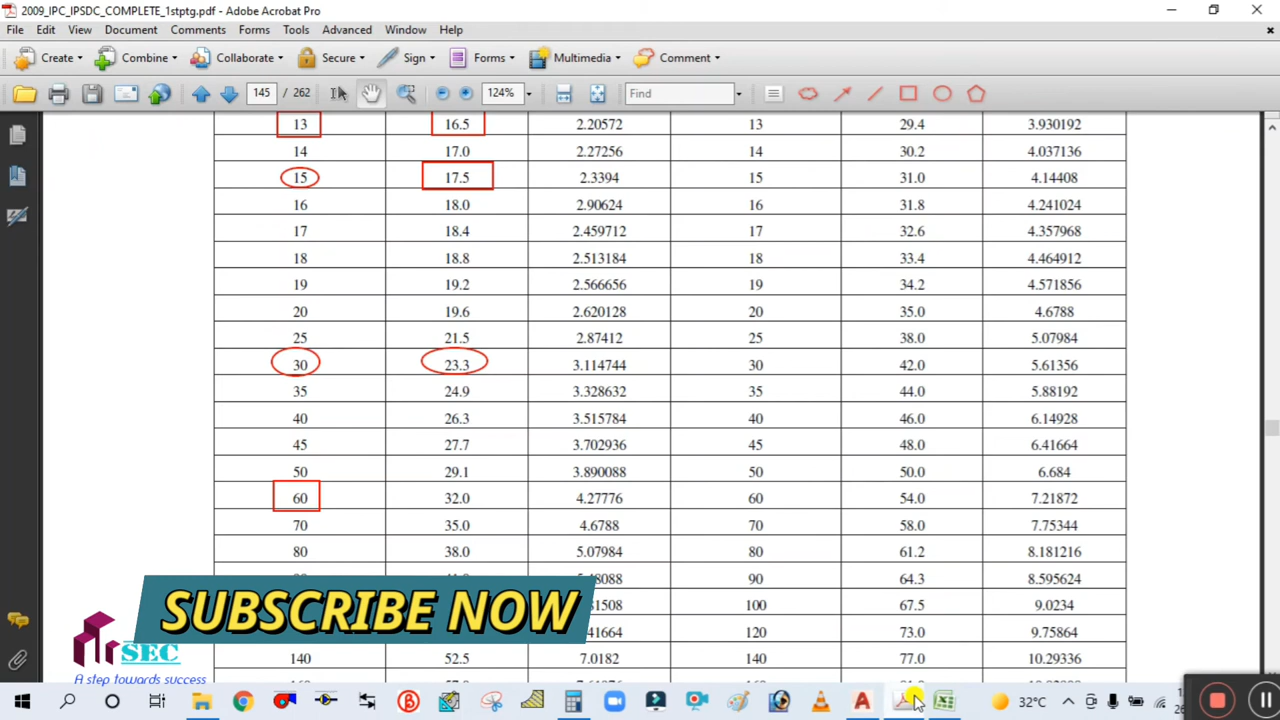 2009_IPC_IPSDC_COMPLETE_1stptg.pdf - Adobe Acrobat Pro
File Edit View Document Comments Forms Tools Advanced Window Help
Create Combine Collaborate Secure Sign Forms Multimedia Comment
145 / 262 124% Find
13 16.5 2.20572 13 29.4 3.930192
14 17.0 2.27256 14 30.2 4.037136
15 17.5 2.3394 15 31.0 4.14408
16 18.0 2.90624 16 31.8 4.241024
17 18.4 2.459712 17 32.6 4.357968
18 18.8 2.513184 18 33.4 4.464912
19 19.2 2.566656 19 34.2 4.571856
20 19.6 2.620128 20 35.0 4.6788
25 21.5 2.87412 25 38.0 5.07984
30 23.3 3.114744 30 42.0 5.61356
35 24.9 3.328632 35 44.0 5.88192
40 26.3 3.515784 40 46.0 6.14928
45 27.7 3.702936 45 48.0 6.41664
50 29.1 3.890088 50 50.0 6.684
60 32.0 4.27776 60 54.0 7.21872
70 35.0 4.6788 70 58.0 7.75344
80 38.0 5.07984 80 61.2 8.181216
90 64.3 8.595624
100 67.5 9.0234
120 73.0 9.75864
SUBSCRIBE NOW
140 52.5 7.0182 140 77.0 10.29336
SEC
A step towards success
32°C